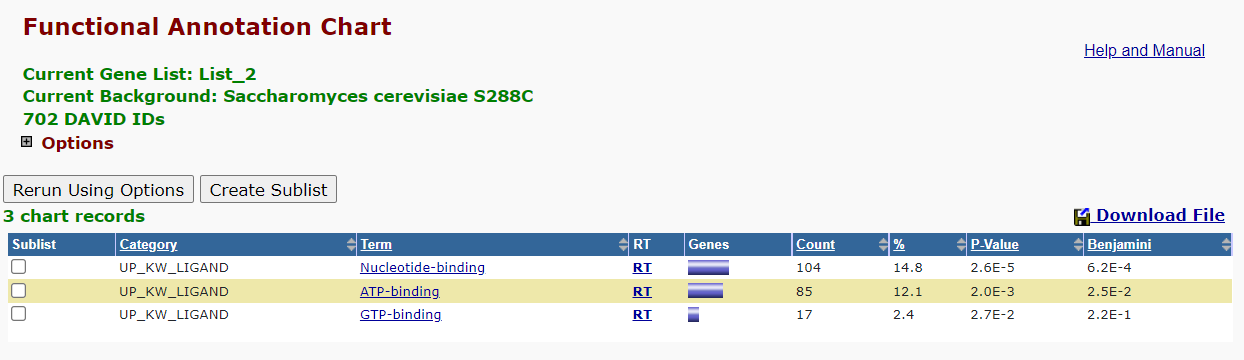 Functional Annotation Chart
Help and Manual
Current Gene List: List_2
Current Background: Saccharomyces cerevisiae S288C
702 DAVID IDs
Options
Rerun Using Options Create Sublist
3 chart records
Download File
Sublist Category Term RT Genes Count % P-Value Benjamini
UP_KW_LIGAND Nucleotide-binding RT 104 14.8 2.6E-5 6.2E-4
UP_KW_LIGAND ATP-binding RT 85 12.1 2.0E-3 2.5E-2
UP_KW_LIGAND GTP-binding RT 17 2.4 2.7E-2 2.2E-1